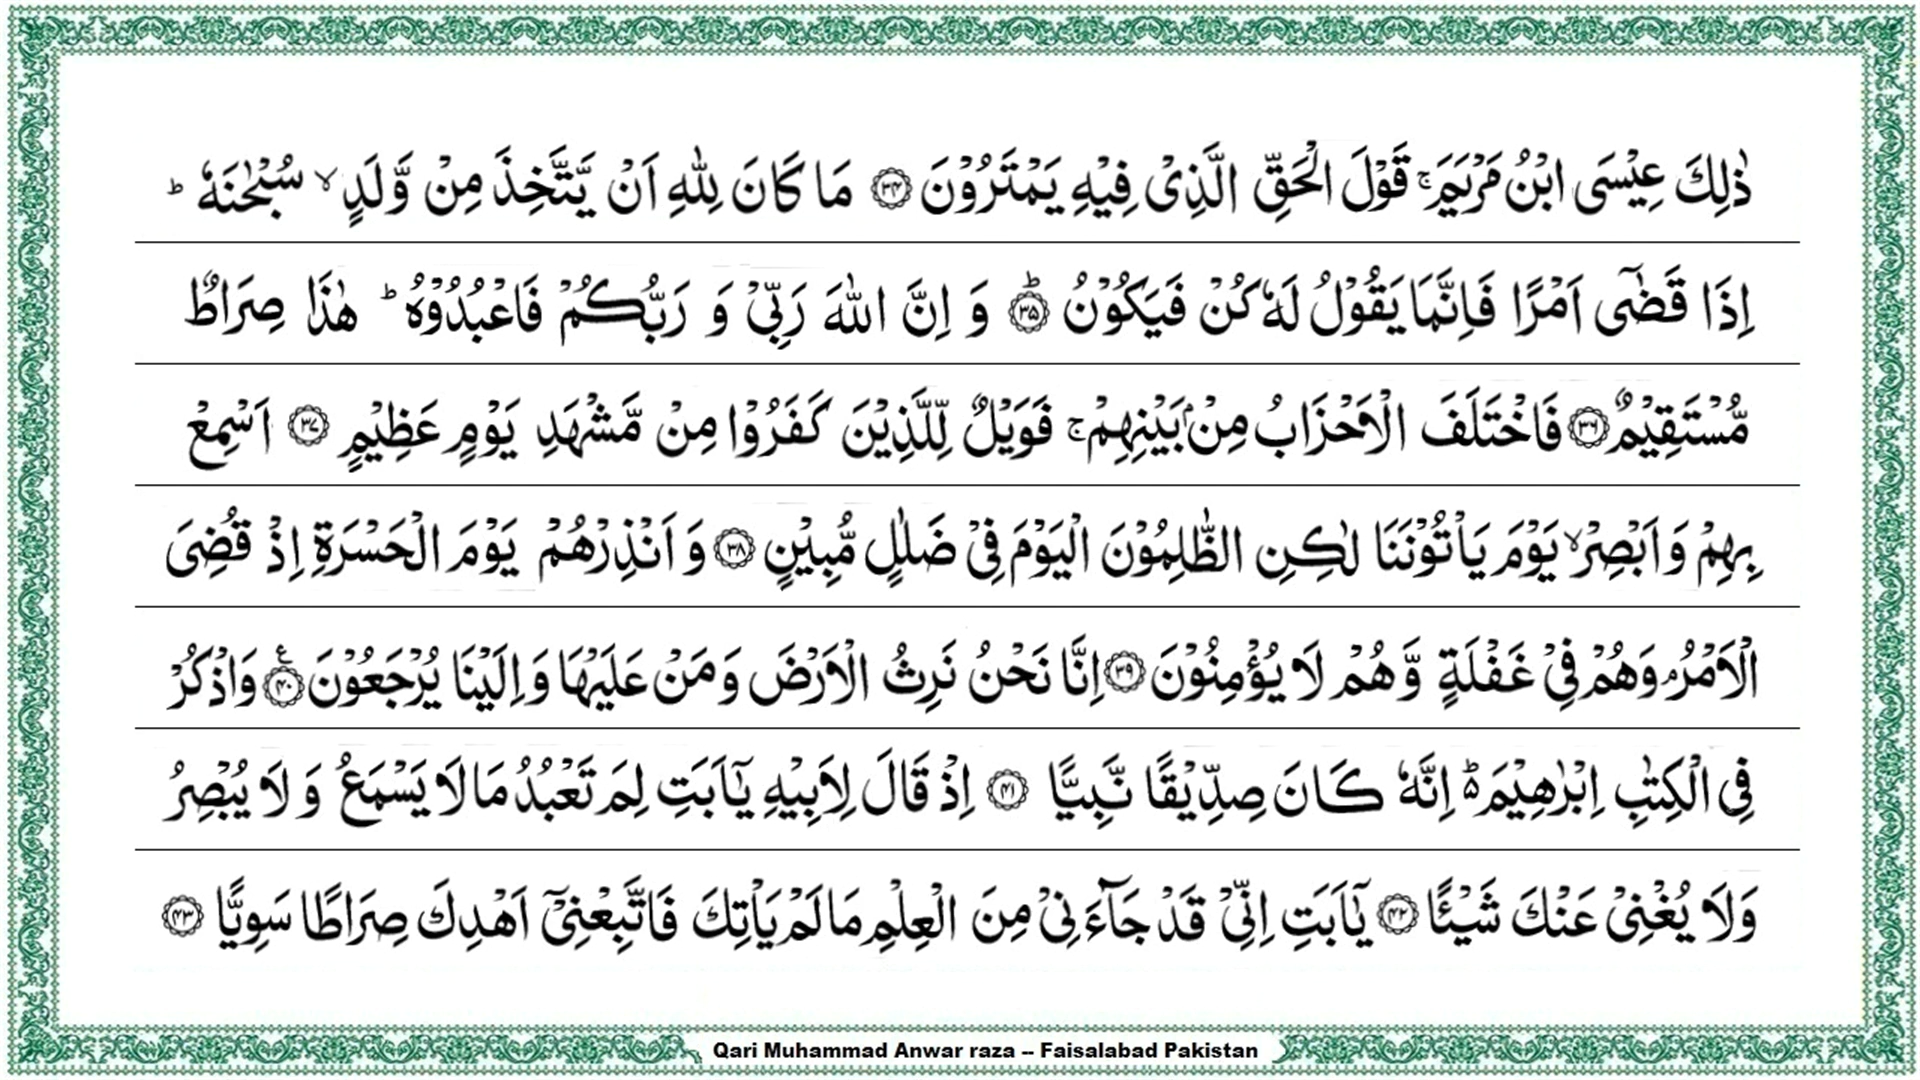 ذٰلِكَ عِيْسَى ابْنُ مَرْيَمَ ۚ قَوْلَ الْحَقِّ الَّذِىْ فِيْهِ يَمْتَرُوْنَ ﴿۳۴﴾ مَا كَانَ لِلّٰهِ اَنْ يَّتَّخِذَ مِنْ وَّلَدٍ ۙ سُبْحٰنَهٗ ؕ
اِذَا قَضٰٓى اَمْرًا فَاِنَّمَا يَقُوْلُ لَهٗ كُنْ فَيَكُوْنُ ؕ﴿۳۵﴾ وَ اِنَّ اللّٰهَ رَبِّىْ وَ رَبُّكُمْ فَاعْبُدُوْهُ ؕ هٰذَا صِرَاطٌ
مُّسْتَقِيْمٌ ﴿۳۶﴾ فَاخْتَلَفَ الْاَحْزَابُ مِنْۢ بَيْنِهِمْ ۚ فَوَيْلٌ لِّلَّذِيْنَ كَفَرُوْا مِنْ مَّشْهَدِ يَوْمٍ عَظِيْمٍ ﴿۳۷﴾ اَسْمِعْ
بِهِمْ وَ اَبْصِرْ ۙ يَوْمَ يَاْتُوْنَنَا لٰكِنِ الظّٰلِمُوْنَ الْيَوْمَ فِىْ ضَلٰلٍ مُّبِيْنٍ ﴿۳۸﴾ وَ اَنْذِرْهُمْ يَوْمَ الْحَسْرَةِ اِذْ قُضِىَ
الْاَمْرُ ۘ وَهُمْ فِىْ غَفْلَةٍ وَّ هُمْ لَا يُؤْمِنُوْنَ ﴿۳۹﴾ اِنَّا نَحْنُ نَرِثُ الْاَرْضَ وَ مَنْ عَلَيْهَا وَ اِلَيْنَا يُرْجَعُوْنَ ﴿۴۰﴾ ع وَاذْكُرْ
فِى الْكِتٰبِ اِبْرٰهِيْمَ ؕ۬ اِنَّهٗ كَانَ صِدِّيْقًا نَّبِيًّا ﴿۴۱﴾ اِذْ قَالَ لِاَبِيْهِ يٰۤاَبَتِ لِمَ تَعْبُدُ مَا لَا يَسْمَعُ وَ لَا يُبْصِرُ
وَلَا يُغْنِىْ عَنْكَ شَيْئًا ﴿۴۲﴾ يٰۤاَبَتِ اِنِّىْ قَدْ جَآءَنِىْ مِنَ الْعِلْمِ مَا لَمْ يَاْتِكَ فَاتَّبِعْنِىْۤ اَهْدِكَ صِرَاطًا سَوِيًّا ﴿۴۳﴾
Qari Muhammad Anwar raza -- Faisalabad Pakistan